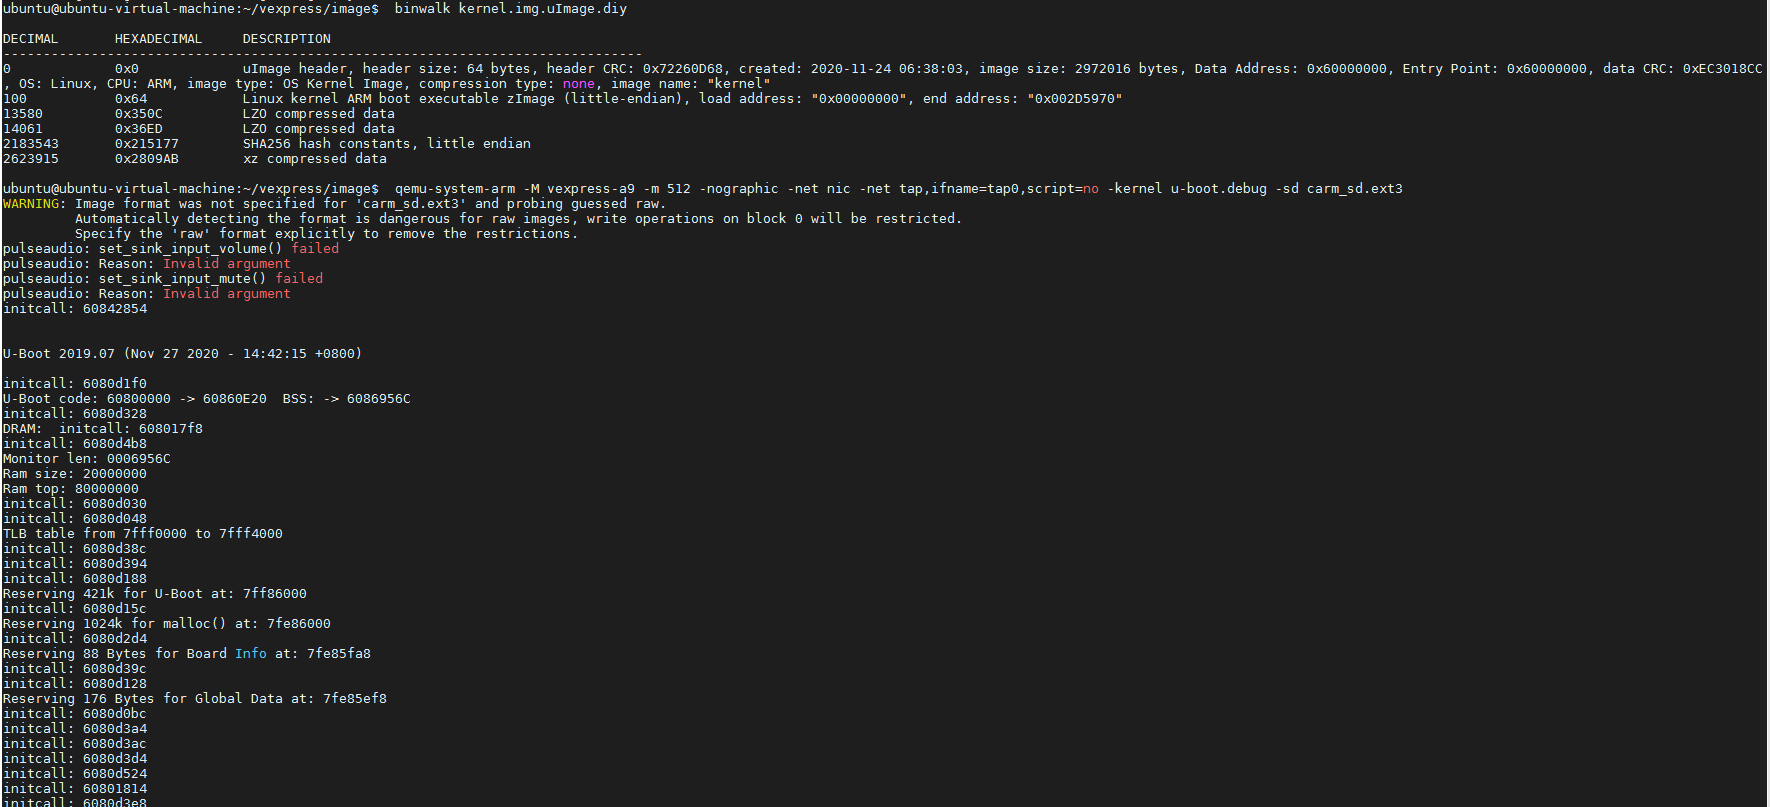 ubuntu@ubuntu-virtual-machine:~/vexpress/image$  binwalk kernel.img.uImage.diy
DECIMAL       HEXADECIMAL     DESCRIPTION
--------------------------------------------------------------------------------
0             0x0             uImage header, header size: 64 bytes, header CRC: 0x72260D68, created: 2020-11-24 06:38:03, image size: 2972016 bytes, Data Address: 0x60000000, Entry Point: 0x60000000, data CRC: 0xEC3018CC
, OS: Linux, CPU: ARM, image type: OS Kernel Image, compression type: none, image name: "kernel"
100           0x64            Linux kernel ARM boot executable zImage (little-endian), load address: "0x00000000", end address: "0x002D5970"
13580         0x350C          LZO compressed data
14061         0x36ED          LZO compressed data
2183543       0x215177        SHA256 hash constants, little endian
2623915       0x2809AB        xz compressed data
ubuntu@ubuntu-virtual-machine:~/vexpress/image$  qemu-system-arm -M vexpress-a9 -m 512 -nographic -net nic -net tap,ifname=tap0,script=no -kernel u-boot.debug -sd carm_sd.ext3
WARNING: Image format was not specified for 'carm_sd.ext3' and probing guessed raw.
         Automatically detecting the format is dangerous for raw images, write operations on block 0 will be restricted.
         Specify the 'raw' format explicitly to remove the restrictions.
pulseaudio: set_sink_input_volume() failed
pulseaudio: Reason: Invalid argument
pulseaudio: set_sink_input_mute() failed
pulseaudio: Reason: Invalid argument
initcall: 60842854
U-Boot 2019.07 (Nov 27 2020 - 14:42:15 +0800)
initcall: 6080d1f0
U-Boot code: 60800000 -> 60860E20  BSS: -> 6086956C
initcall: 6080d328
DRAM:  initcall: 608017f8
initcall: 6080d4b8
Monitor len: 0006956C
Ram size: 20000000
Ram top: 80000000
initcall: 6080d030
initcall: 6080d048
TLB table from 7fff0000 to 7fff4000
initcall: 6080d38c
initcall: 6080d394
initcall: 6080d188
Reserving 421k for U-Boot at: 7ff86000
initcall: 6080d15c
Reserving 1024k for malloc() at: 7fe86000
initcall: 6080d2d4
Reserving 88 Bytes for Board Info at: 7fe85fa8
initcall: 6080d39c
initcall: 6080d128
Reserving 176 Bytes for Global Data at: 7fe85ef8
initcall: 6080d0bc
initcall: 6080d3a4
initcall: 6080d3ac
initcall: 6080d3d4
initcall: 6080d524
initcall: 60801814
initcall: 6080d3e8